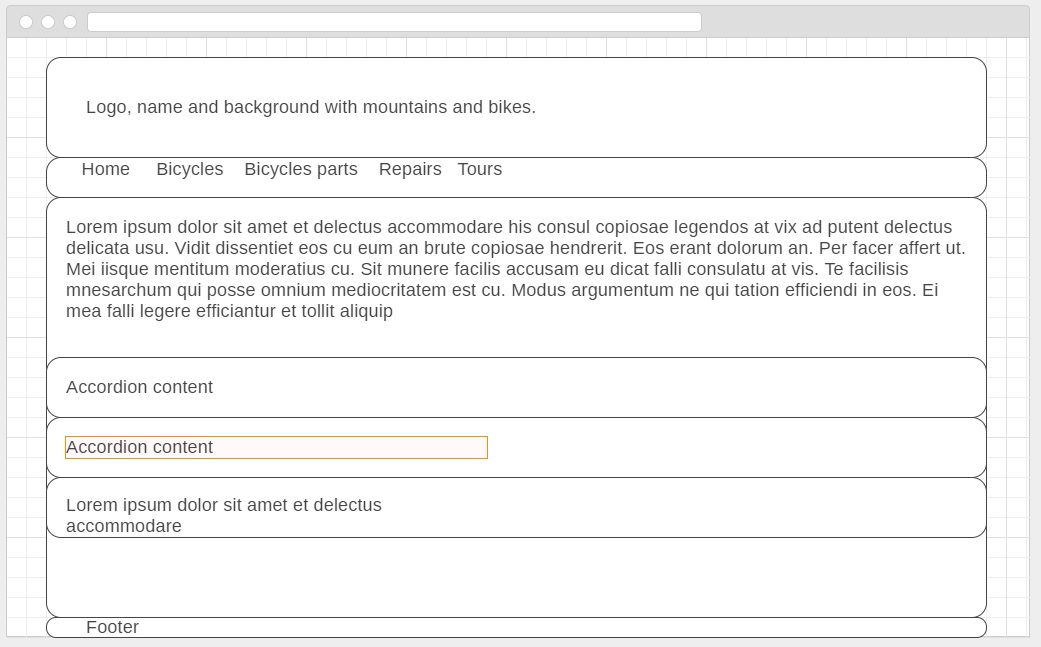 Logo, name and background with mountains and bikes.
Home Bicycles Bicycles parts Repairs Tours
Lorem ipsum dolor sit amet et delectus accommodare his consul copiosae legendos at vix ad putent delectus
delicata usu. Vidit dissentiet eos cu eum an brute copiosae hendrerit. Eos erant dolorum an. Per facer affert ut.
Mei iisque mentitum moderatius cu. Sit munere facilis accusam eu dicat falli consulatu at vis. Te facilisis
mnesarchum qui posse omnium mediocritatem est cu. Modus argumentum ne qui tation efficiendi in eos. Ei
mea falli legere efficiantur et tollit aliquip
Accordion content
Accordion content
Lorem ipsum dolor sit amet et delectus
accommodare
Footer